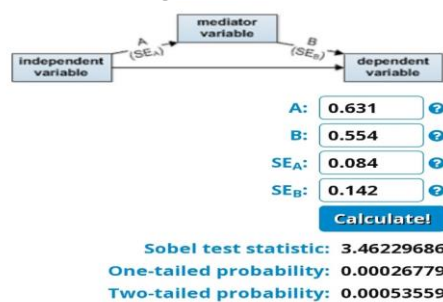 mediator
variable
A
(SEA)
B
(SEB)
independent
variable
dependent
variable
A: 0.631 ?
B: 0.554 ?
SEA: 0.084 ?
SEB: 0.142 ?
Calculate!
Sobel test statistic: 3.46229686
One-tailed probability: 0.00026779
Two-tailed probability: 0.00053559